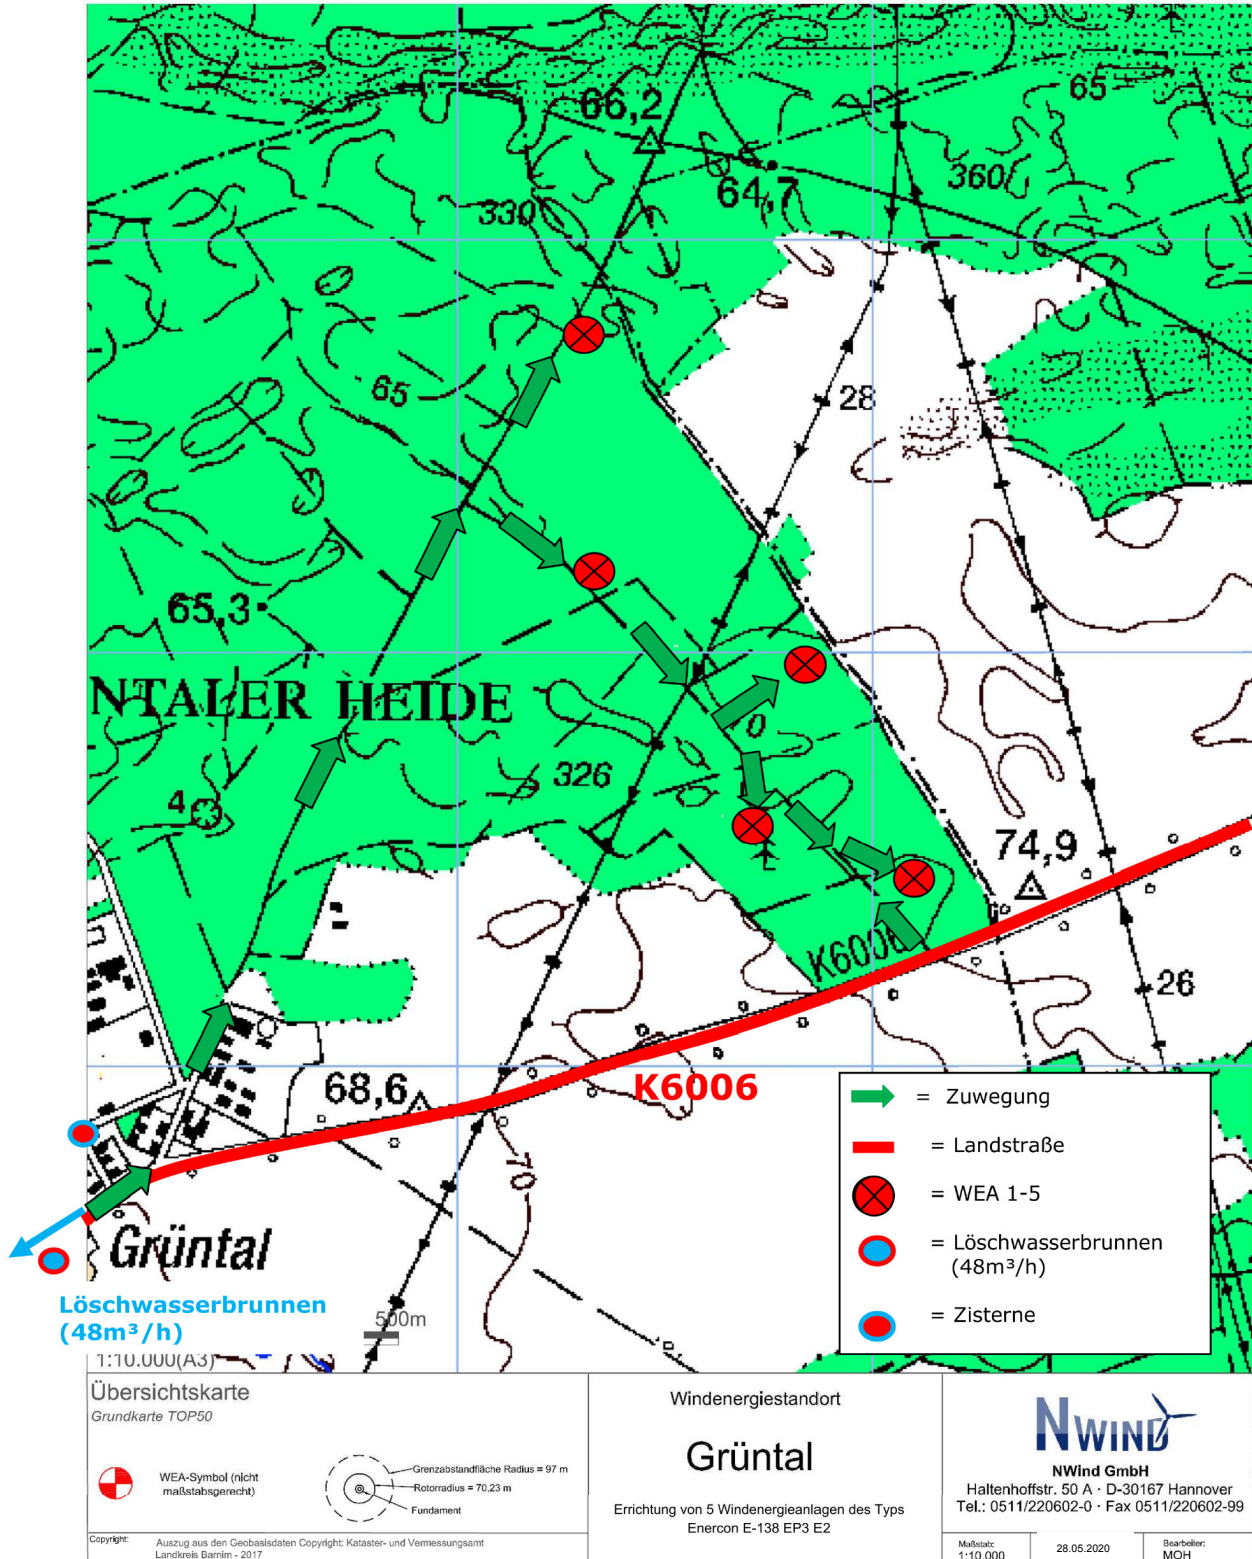 66,2
65
64,7
360
330
65
28
65,3
NTALER HEIDE
0
326
4
74,9
K6006
26
68,6
K6006
70
Grüntal
Löschwasserbrunnen
(48m³/h)
500m
1:10.000(A3)
= Zuwegung
= Landstraße
= WEA 1-5
= Löschwasserbrunnen
(48m³/h)
= Zisterne
Übersichtskarte
Grundkarte TOP50
WEA-Symbol (nicht
maßstabsgerecht)
Grenzabstandfläche Radius = 97 m
Rotorradius = 70,23 m
Fundament
Copyright:
Auszug aus den Geobasisdaten Copyright: Kataster- und Vermessungsamt
Landkreis Barnim - 2017
Windenergiestandort
Grüntal
Errichtung von 5 Windenergieanlagen des Typs
Enercon E-138 EP3 E2
NWIND
NWind GmbH
Haltenhoffstr. 50 A · D-30167 Hannover
Tel.: 0511/220602-0 · Fax 0511/220602-99
Maßstab:
1:10.000
28.05.2020
Bearbeiter:
MOH